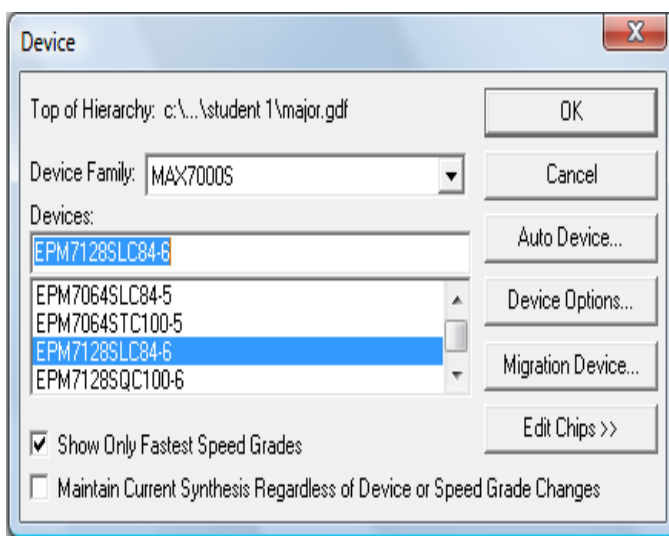 Device
Top of Hierarchy: c:\...\student 1\major.gdf
OK
Device Family: MAX7000S
Cancel
Devices:
Auto Device...
EPM7128SLC84-6
EPM7064SLC84-5
Device Options...
EPM7064STC100-5
EPM7128SLC84-6
Migration Device...
EPM7128SQC100-6
Edit Chips >>
Show Only Fastest Speed Grades
Maintain Current Synthesis Regardless of Device or Speed Grade Changes